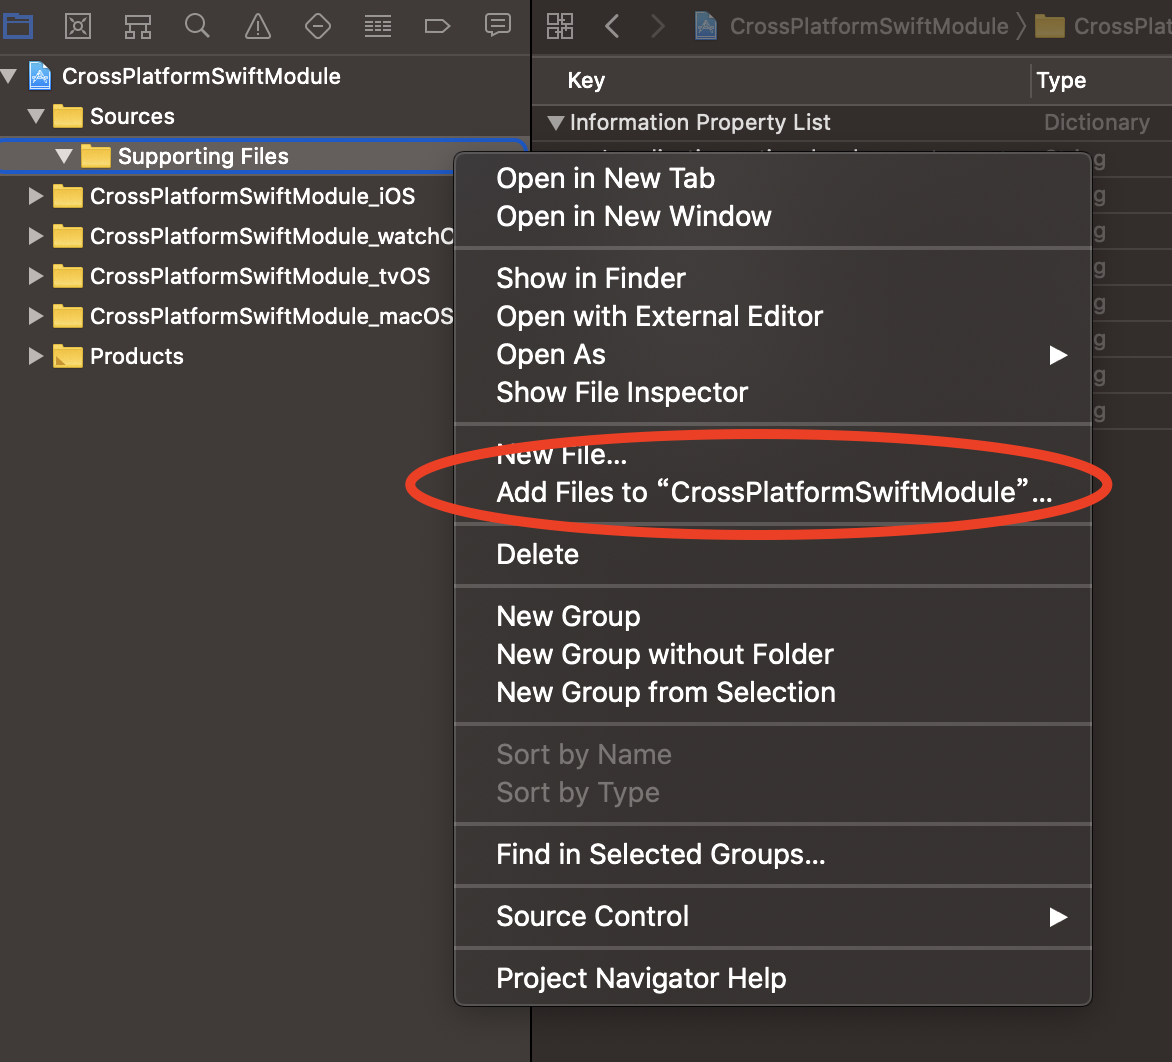 CrossPlatformSwiftModule
Sources
Supporting Files
CrossPlatformSwiftModule_iOS
CrossPlatformSwiftModule_watchO
CrossPlatformSwiftModule_tvOS
CrossPlatformSwiftModule_macOS
Products
CrossPlatformSwiftModule
CrossPlat
Key
Type
Information Property List
Dictionary
Open in New Tab
Open in New Window
Show in Finder
Open with External Editor
Open As
Show File Inspector
New File...
Add Files to “CrossPlatformSwiftModule”...
Delete
New Group
New Group without Folder
New Group from Selection
Sort by Name
Sort by Type
Find in Selected Groups...
Source Control
Project Navigator Help